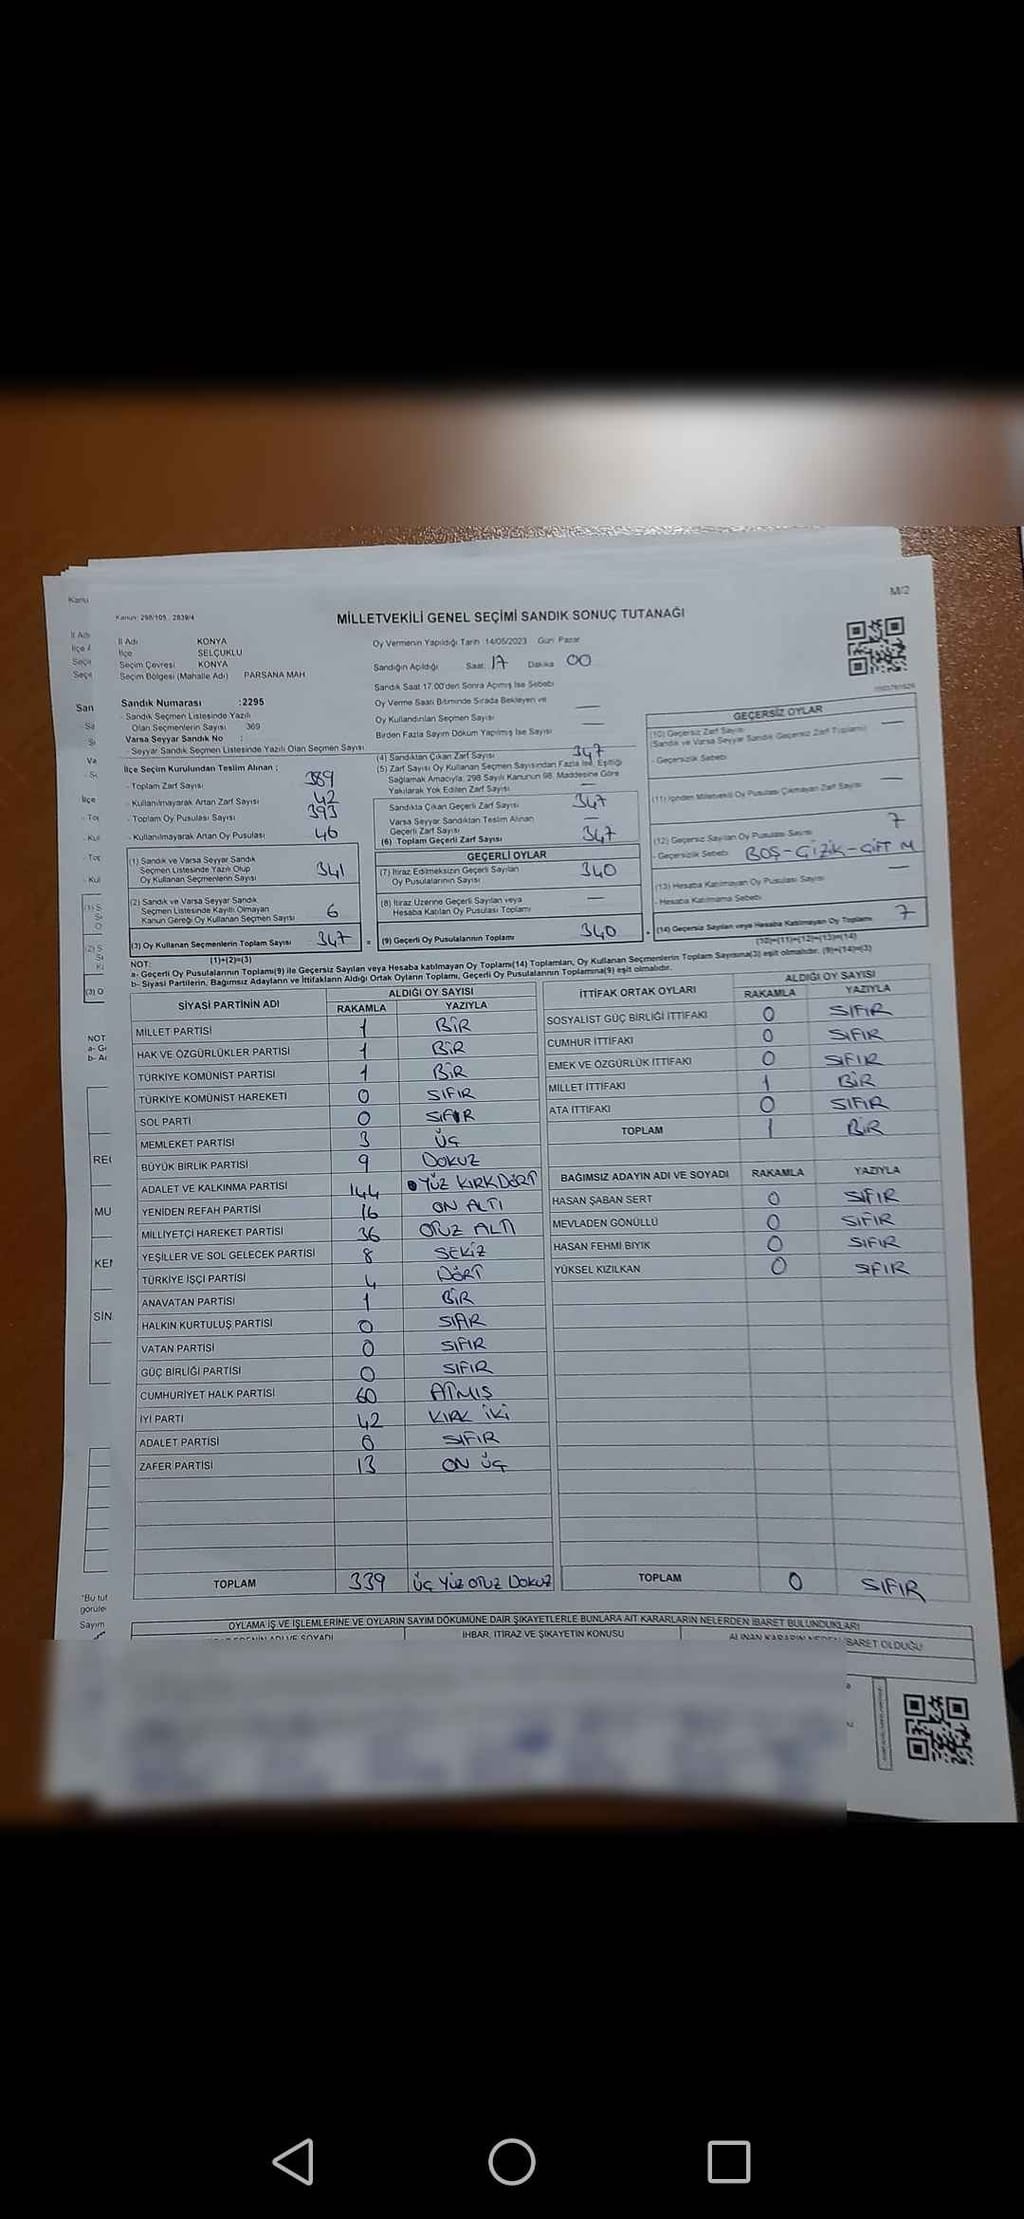 M/2
Kanun: 298/105 2839/4
MİLLETVEKİLİ GENEL SEÇİMİ SANDIK SONUÇ TUTANAĞI
İl Adı KONYA
İlçe SELÇUKLU
Seçim Çevresi KONYA
Seçim Bölgesi (Mahalle Adı) PARSANA MAH
Oy Vermenin Yapıldığı Tarih 14/05/2023 Gün Pazar
Sandığın Açıldığı Saat: 17 Dakika 00
Sandık Saat 17.00'den Sonra Açımış İse Sebebi
Oy Verme Saati Bitiminde Sırada Bekleyen ve
Oy Kullandırılan Seçmen Sayısı
Birden Fazla Sayım Döküm Yapılmış İse Sayısı
Sandık Numarası :2295
- Sandık Seçmen Listesinde Yazılı
Olan Seçmenlerin Sayısı 369
Varsa Seyyar Sandık No :
- Seyyar Sandık Seçmen Listesinde Yazılı Olan Seçmen Sayısı
İlçe Seçim Kurulundan Teslim Alınan ;
- Toplam Zarf Sayısı 389
- Kullanılmayarak Artan Zarf Sayısı 42
- Toplam Oy Pusulası Sayısı 393
- Kullanılmayarak Artan Oy Pusulası 46
(1) Sandık ve Varsa Seyyar Sandık
Seçmen Listesinde Yazılı Olup
Oy Kullanan Seçmenlerin Sayısı 341
(2) Sandık ve Varsa Seyyar Sandık
Seçmen Listesinde Kayıtlı Olmayan
Kanun Gereği Oy Kullanan Seçmen Sayısı 6
(3) Oy Kullanan Seçmenlerin Toplam Sayısı 347 =
(1)+(2)=(3)
(4) Sandıktan Çıkan Zarf Sayısı 347
(5) Zarf Sayısı Oy Kullanan Seçmen Sayısından Fazla İse, Eşitliği
Sağlamak Amacıyla, 298 Sayılı Kanunun 98. Maddesine Göre
Yakılarak Yok Edilen Zarf Sayısı
Sandıkta Çıkan Geçerli Zarf Sayısı 347
Varsa Seyyar Sandıktan Teslim Alınan
Geçerli Zarf Sayısı
(6) Toplam Geçerli Zarf Sayısı 347
GEÇERLİ OYLAR
(7) İtiraz Edilmeksizin Geçerli Sayılan
Oy Pusulalarının Sayısı 340
(8) İtiraz Üzerine Geçerli Sayılan veya
Hesaba Katılan Oy Pusulası Toplamı
(9) Geçerli Oy Pusulalarının Toplamı 340 +
GEÇERSİZ OYLAR
(10) Geçersiz Zarf Sayısı
(Sandık ve Varsa Seyyar Sandık Geçersiz Zarf Toplamı)
- Geçersizlik Sebebi
(11) İçinden Milletvekili Oy Pusulası Çıkmayan Zarf Sayısı
(12) Geçersiz Sayılan Oy Pusulası Sayısı 7
- Geçersizlik Sebebi BOŞ-ÇİZİK-ÇİFT M
(13) Hesaba Katılmayan Oy Pusulası Sayısı
- Hesaba Katılmama Sebebi
(14) Geçersiz Sayılan veya Hesaba Katılmayan Oy Toplamı 7
(10)+(11)+(12)+(13)=(14)
NOT:
a- Geçerli Oy Pusulalarının Toplamı(9) ile Geçersiz Sayılan veya Hesaba katılmayan Oy Toplamı(14) Toplamları, Oy Kullanan Seçmenlerin Toplam Sayısına(3) eşit olmalıdır. (9)+(14)=(3)
b- Siyasi Partilerin, Bağımsız Adayların ve İttifakların Aldığı Ortak Oyların Toplamı, Geçerli Oy Pusulalarının Toplamına(9) eşit olmalıdır.
SİYASİ PARTİNİN ADI ALDIĞI OY SAYISI
RAKAMLA YAZIYLA
MİLLET PARTİSİ 1 BİR
HAK VE ÖZGÜRLÜKLER PARTİSİ 1 BİR
TÜRKİYE KOMÜNİST PARTİSİ 1 BİR
TÜRKİYE KOMÜNİST HAREKETİ 0 SIFIR
SOL PARTİ 0 SIFIR
MEMLEKET PARTİSİ 3 ÜÇ
BÜYÜK BİRLİK PARTİSİ 9 DOKUZ
ADALET VE KALKINMA PARTİSİ 144 YÜZ KIRK DÖRT
YENİDEN REFAH PARTİSİ 16 ON ALTI
MİLLİYETÇİ HAREKET PARTİSİ 36 OTUZ ALTI
YEŞİLLER VE SOL GELECEK PARTİSİ 8 SEKİZ
TÜRKİYE İŞÇİ PARTİSİ 4 DÖRT
ANAVATAN PARTİSİ 1 BİR
HALKIN KURTULUŞ PARTİSİ 0 SIFIR
VATAN PARTİSİ 0 SIFIR
GÜÇ BİRLİĞİ PARTİSİ 0 SIFIR
CUMHURİYET HALK PARTİSİ 60 ATMIŞ
İYİ PARTİ 42 KIRK İKİ
ADALET PARTİSİ 0 SIFIR
ZAFER PARTİSİ 13 ON ÜÇ
TOPLAM 339 ÜÇ YÜZ OTUZ DOKUZ
İTTİFAK ORTAK OYLARI ALDIĞI OY SAYISI
RAKAMLA YAZIYLA
SOSYALİST GÜÇ BİRLİĞİ İTTİFAKI 0 SIFIR
CUMHUR İTTİFAKI 0 SIFIR
EMEK VE ÖZGÜRLÜK İTTİFAKI 0 SIFIR
MİLLET İTTİFAKI 1 BİR
ATA İTTİFAKI 0 SIFIR
TOPLAM 1 BİR
BAĞIMSIZ ADAYIN ADI VE SOYADI RAKAMLA YAZIYLA
HASAN ŞABAN SERT 0 SIFIR
MEVLADEN GÖNÜLLÜ 0 SIFIR
HASAN FEHMİ BIYIK 0 SIFIR
YÜKSEL KIZILKAN 0 SIFIR
TOPLAM 0 SIFIR
OYLAMA İŞ VE İŞLEMLERİNE VE OYLARIN SAYIM DÖKÜMÜNE DAİR ŞİKAYETLERLE BUNLARA AİT KARARLARIN NELERDEN İBARET BULUNDUKLARI
İHBAR, İTİRAZ VE ŞİKAYETİN KONUSU